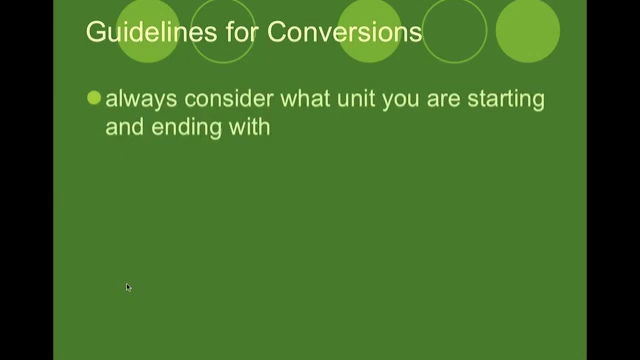 Guidelines for Conversions
always consider what unit you are starting
and ending with